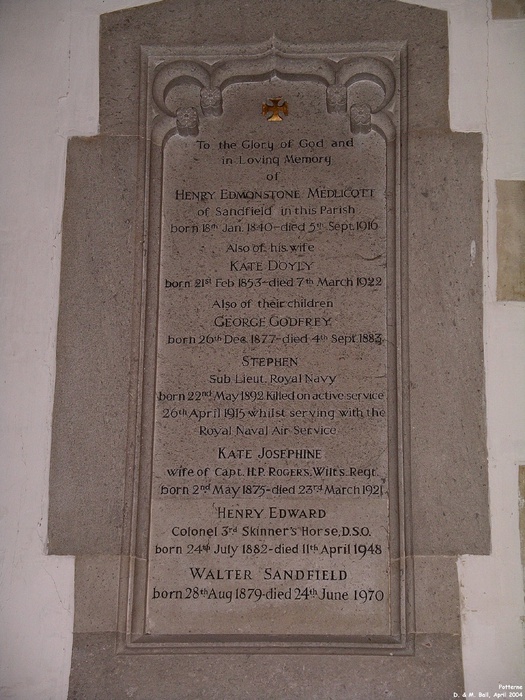 To the Glory of God and
in Loving Memory
of
HENRY EDMONSTONE MEDLICOTT
of Sandfield in this Parish
born 18th Jan. 1840-died 5th Sept. 1916
Also of his wife
KATE DOYLY
born 21st Feb 1853-died 7th March 1922
Also of their children
GEORGE GODFREY
born 26th Dec. 1877-died 4th Sept. 1883
STEPHEN
Sub Lieut. Royal Navy
born 22nd May 1892 Killed on active service
26th April 1915 whilst serving with the
Royal Naval Air Service
KATE JOSEPHINE
wife of Capt. H.P. ROGERS, Wilts. Regt.
born 2nd May 1875-died 23rd March 1921
HENRY EDWARD
Colonel 3rd Skinner's Horse, D.S.O.
born 24th July 1882-died 11th April 1948
WALTER SANDFIELD
born 28th Aug 1879-died 24th June 1970
Potterne
D. & M. Ball, April 2004